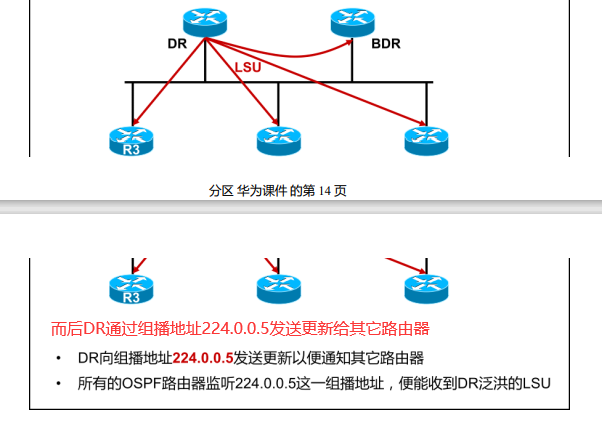 DR
BDR
LSU
R3
分区 华为课件 的第 14 页
R3
而后DR通过组播地址224.0.0.5发送更新给其它路由器
• DR向组播地址224.0.0.5发送更新以便通知其它路由器
• 所有的OSPF路由器监听224.0.0.5这一组播地址，便能收到DR泛洪的LSU